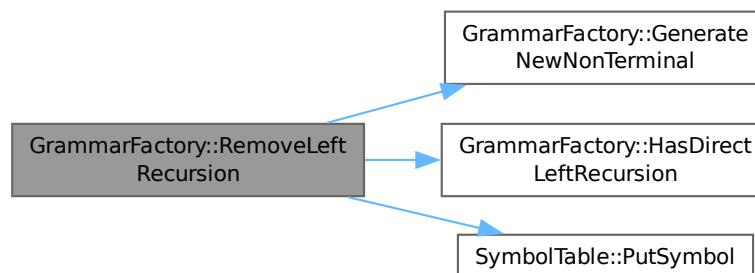 GrammarFactory::Generate
NewNonTerminal
GrammarFactory::RemoveLeft
Recursion
GrammarFactory::HasDirect
LeftRecursion
SymbolTable::PutSymbol